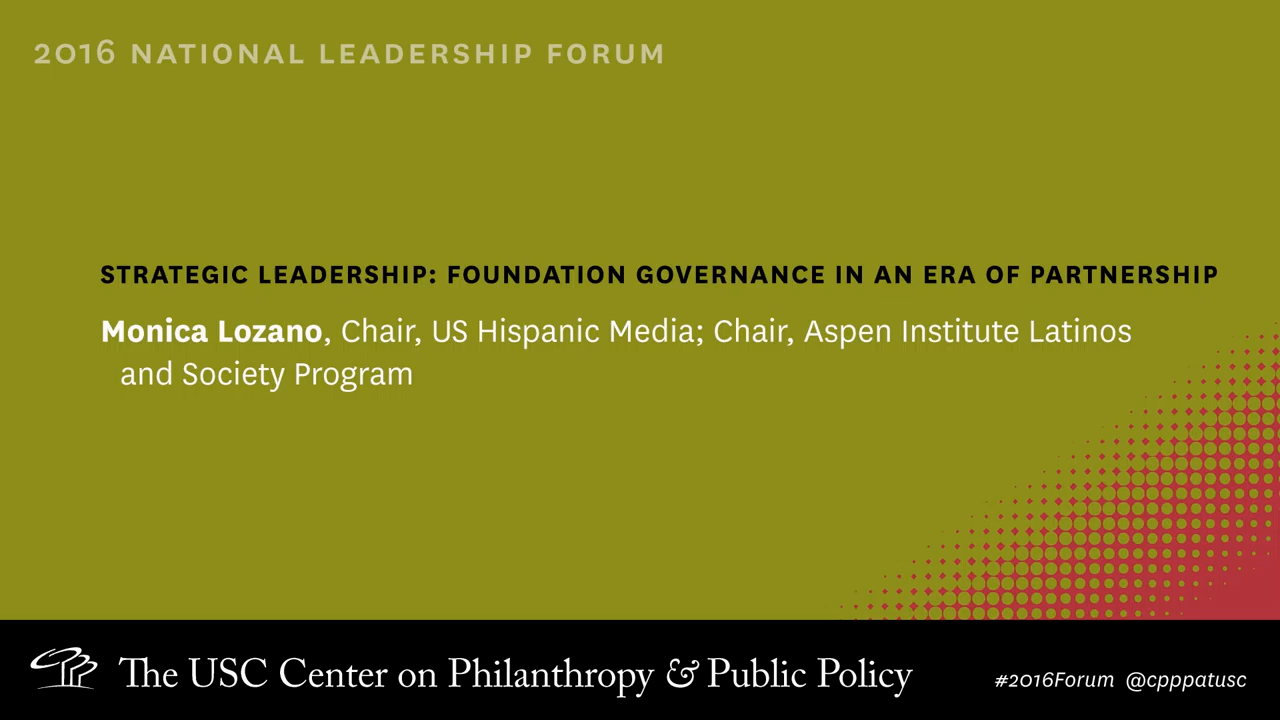 2016 NATIONAL LEADERSHIP FORUM
STRATEGIC LEADERSHIP: FOUNDATION GOVERNANCE IN AN ERA OF PARTNERSHIP
Monica Lozano, Chair, US Hispanic Media; Chair, Aspen Institute Latinos
and Society Program
The USC Center on Philanthropy & Public Policy
#2016Forum @cpppatusc